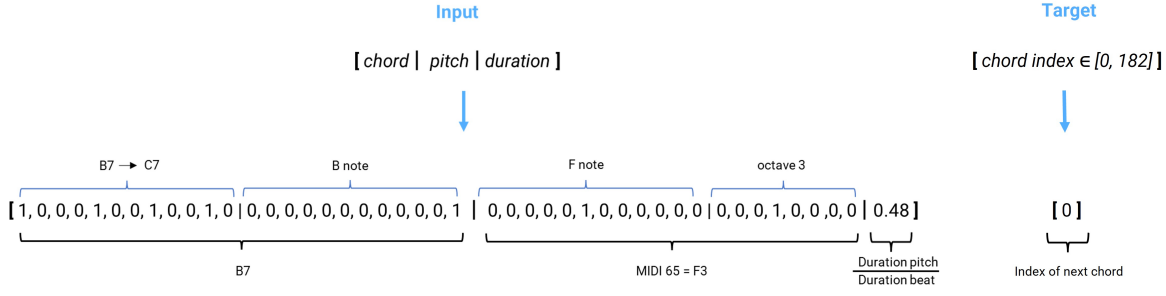 Input
Target
[ chord | pitch | duration ]
[ chord index ∈ [0, 182] ]
B7 → C7
B note
F note
octave 3
[ 1, 0, 0, 0, 1, 0, 0, 1, 0, 0, 1, 0 | 0, 0, 0, 0, 0, 0, 0, 0, 0, 0, 0, 1 | 0, 0, 0, 0, 0, 1, 0, 0, 0, 0, 0, 0 | 0, 0, 0, 1, 0, 0 ,0, 0 | 0.48 ]
[ 0 ]
B7
MIDI 65 = F3
Duration pitch
Duration beat
Index of next chord